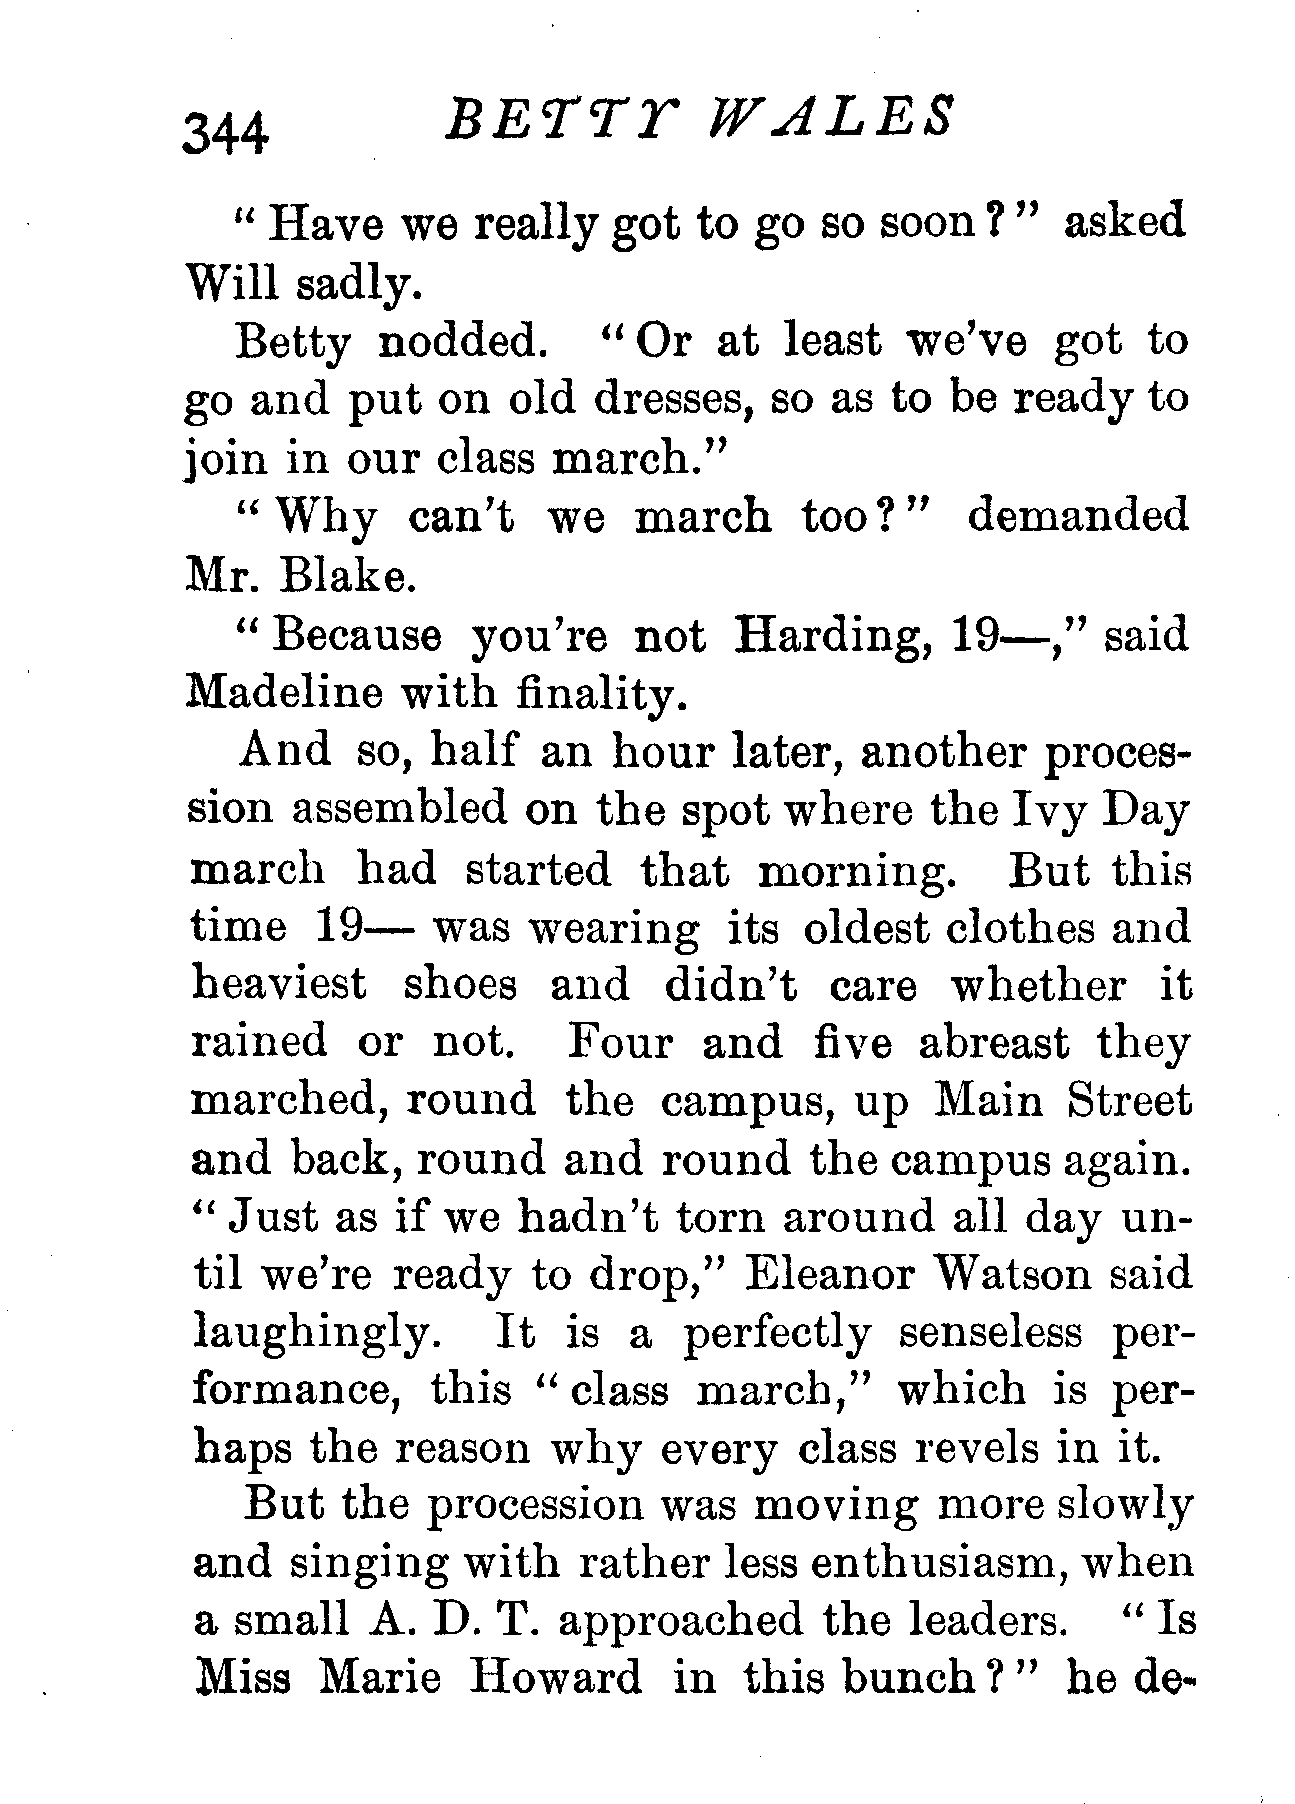 344 BETTY WALES
“ Have we really got to go so soon ? ” asked
Will sadly.
Betty nodded. “ Or at least we’ve got to
go and put on old dresses, so as to be ready to
join in our class march.”
“ Why can’t we march too ? ” demanded
Mr. Blake.
“ Because you’re not Harding, 19—,” said
Madeline with finality.
And so, half an hour later, another proces-
sion assembled on the spot where the Ivy Day
march had started that morning. But this
time 19— was wearing its oldest clothes and
heaviest shoes and didn’t care whether it
rained or not. Four and five abreast they
marched, round the campus, up Main Street
and back, round and round the campus again.
“ Just as if we hadn’t torn around all day un-
til we’re ready to drop,” Eleanor Watson said
laughingly. It is a perfectly senseless per-
formance, this “ class march,” which is per-
haps the reason why every class revels in it.
But the procession was moving more slowly
and singing with rather less enthusiasm, when
a small A. D. T. approached the leaders. “ Is
Miss Marie Howard in this bunch ? ” he de-